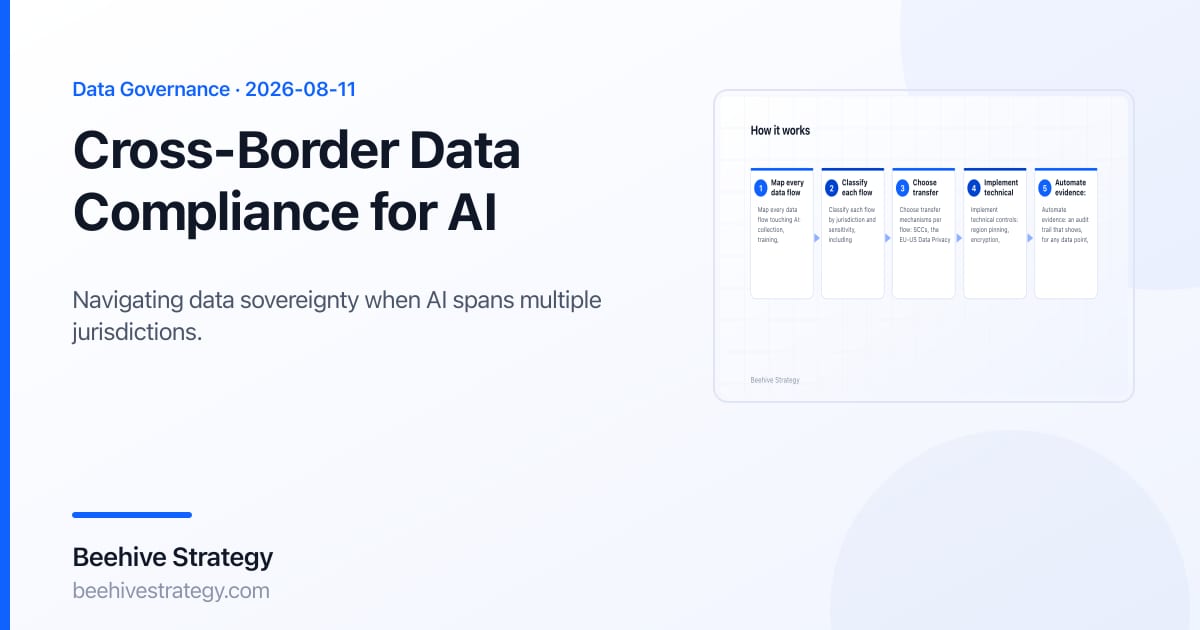 Data Governance · 2026-08-11
Cross-Border Data
Compliance for AI
Navigating data sovereignty when AI spans multiple
jurisdictions.
Beehive Strategy
beehivestrategy.com
How it works
1
Map every
data flow
Map every data
flow touching AI:
collection,
training,
2
Classify
each flow
Classify each flow
by jurisdiction and
sensitivity,
including
3
Choose
transfer
Choose transfer
mechanisms per
flow: SCCs, the
EU-US Data Privacy
4
Implement
technical
Implement
technical controls:
region pinning,
encryption,
5
Automate
evidence:
Automate
evidence: an audit
trail that shows,
for any data point,
Beehive Strategy